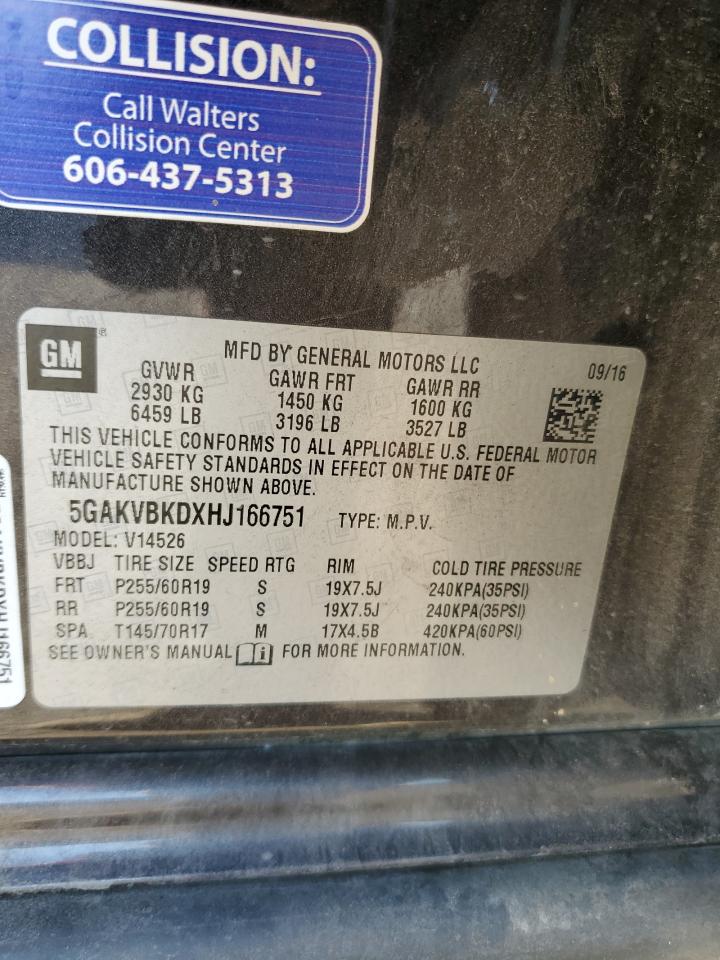 COLLISION:
Call Walters
Collision Center
606-437-5313
GM
®
MFD BY GENERAL MOTORS LLC
09/16
GVWR GAWR FRT GAWR RR
2930 KG 1450 KG 1600 KG
6459 LB 3196 LB 3527 LB
THIS VEHICLE CONFORMS TO ALL APPLICABLE U.S. FEDERAL MOTOR
VEHICLE SAFETY STANDARDS IN EFFECT ON THE DATE OF
MANUFACTURE SHOWN ABOVE.
5GAKVBKDXHJ166751 TYPE: M.P.V.
MODEL: V14526
VBBJ TIRE SIZE SPEED RTG RIM COLD TIRE PRESSURE
FRT P255/60R19 S 19X7.5J 240KPA(35PSI)
RR P255/60R19 S 19X7.5J 240KPA(35PSI)
SPA T145/70R17 M 17X4.5B 420KPA(60PSI)
SEE OWNER'S MANUAL i FOR MORE INFORMATION.